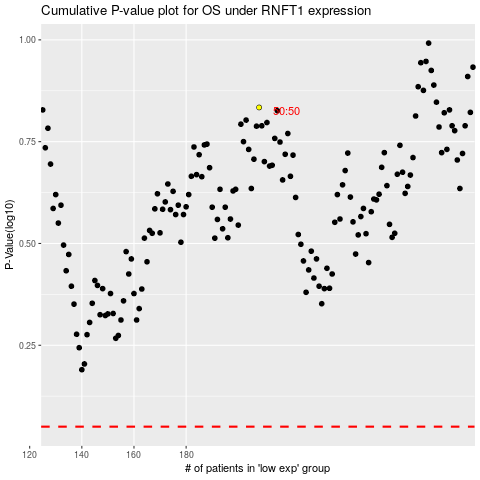 Cumulative P-value plot for OS under RNFT1 expression
P-Value(log10)
1.00
0.75
0.50
0.25
50:50
120 140 160 180
# of patients in 'low exp' group